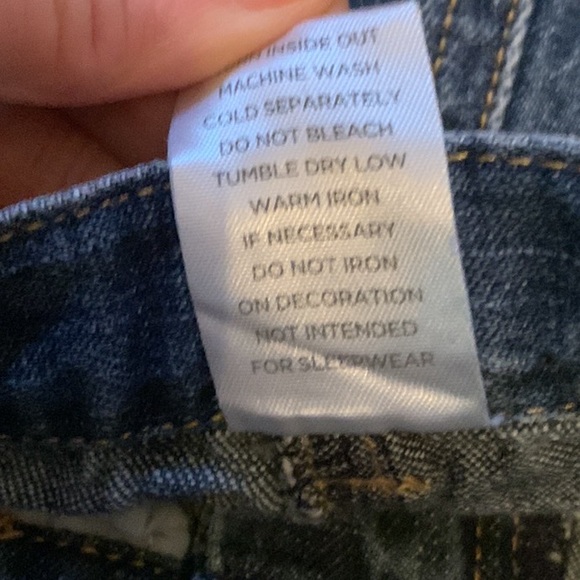 INSIDE OUT
MACHINE WASH
COLD SEPARATELY
DO NOT BLEACH
TUMBLE DRY LOW
WARM IRON
IF NECESSARY
DO NOT IRON
ON DECORATION
NOT INTENDED
FOR SLEEPWEAR